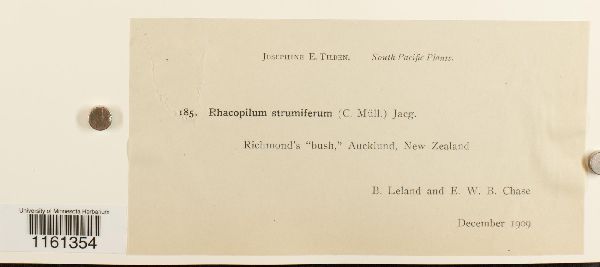 JOSEPHINE E. TILDEN. South Pacific Plants.
185. Rhacopilum strumiferum (C. Müll.) Jaeg.
Richmond's "bush," Auckland, New Zealand
B. Leland and E. W. B. Chase
December 1909
University of Minnesota Herbarium
1161354